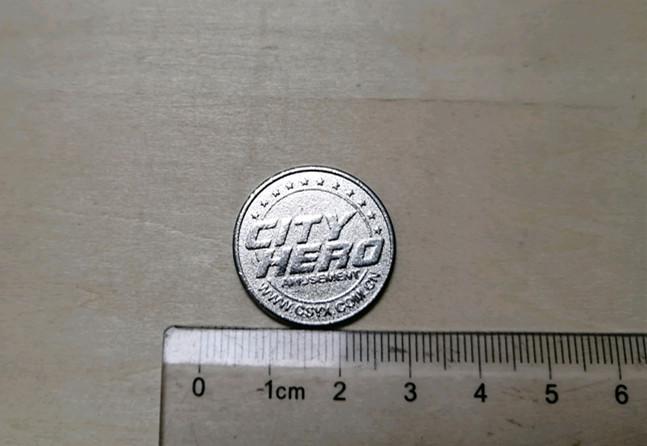 CITY
HERO
AMUSEMENT
WWW.CSYX.COM.CN
0 1cm 2 3 4 5 6